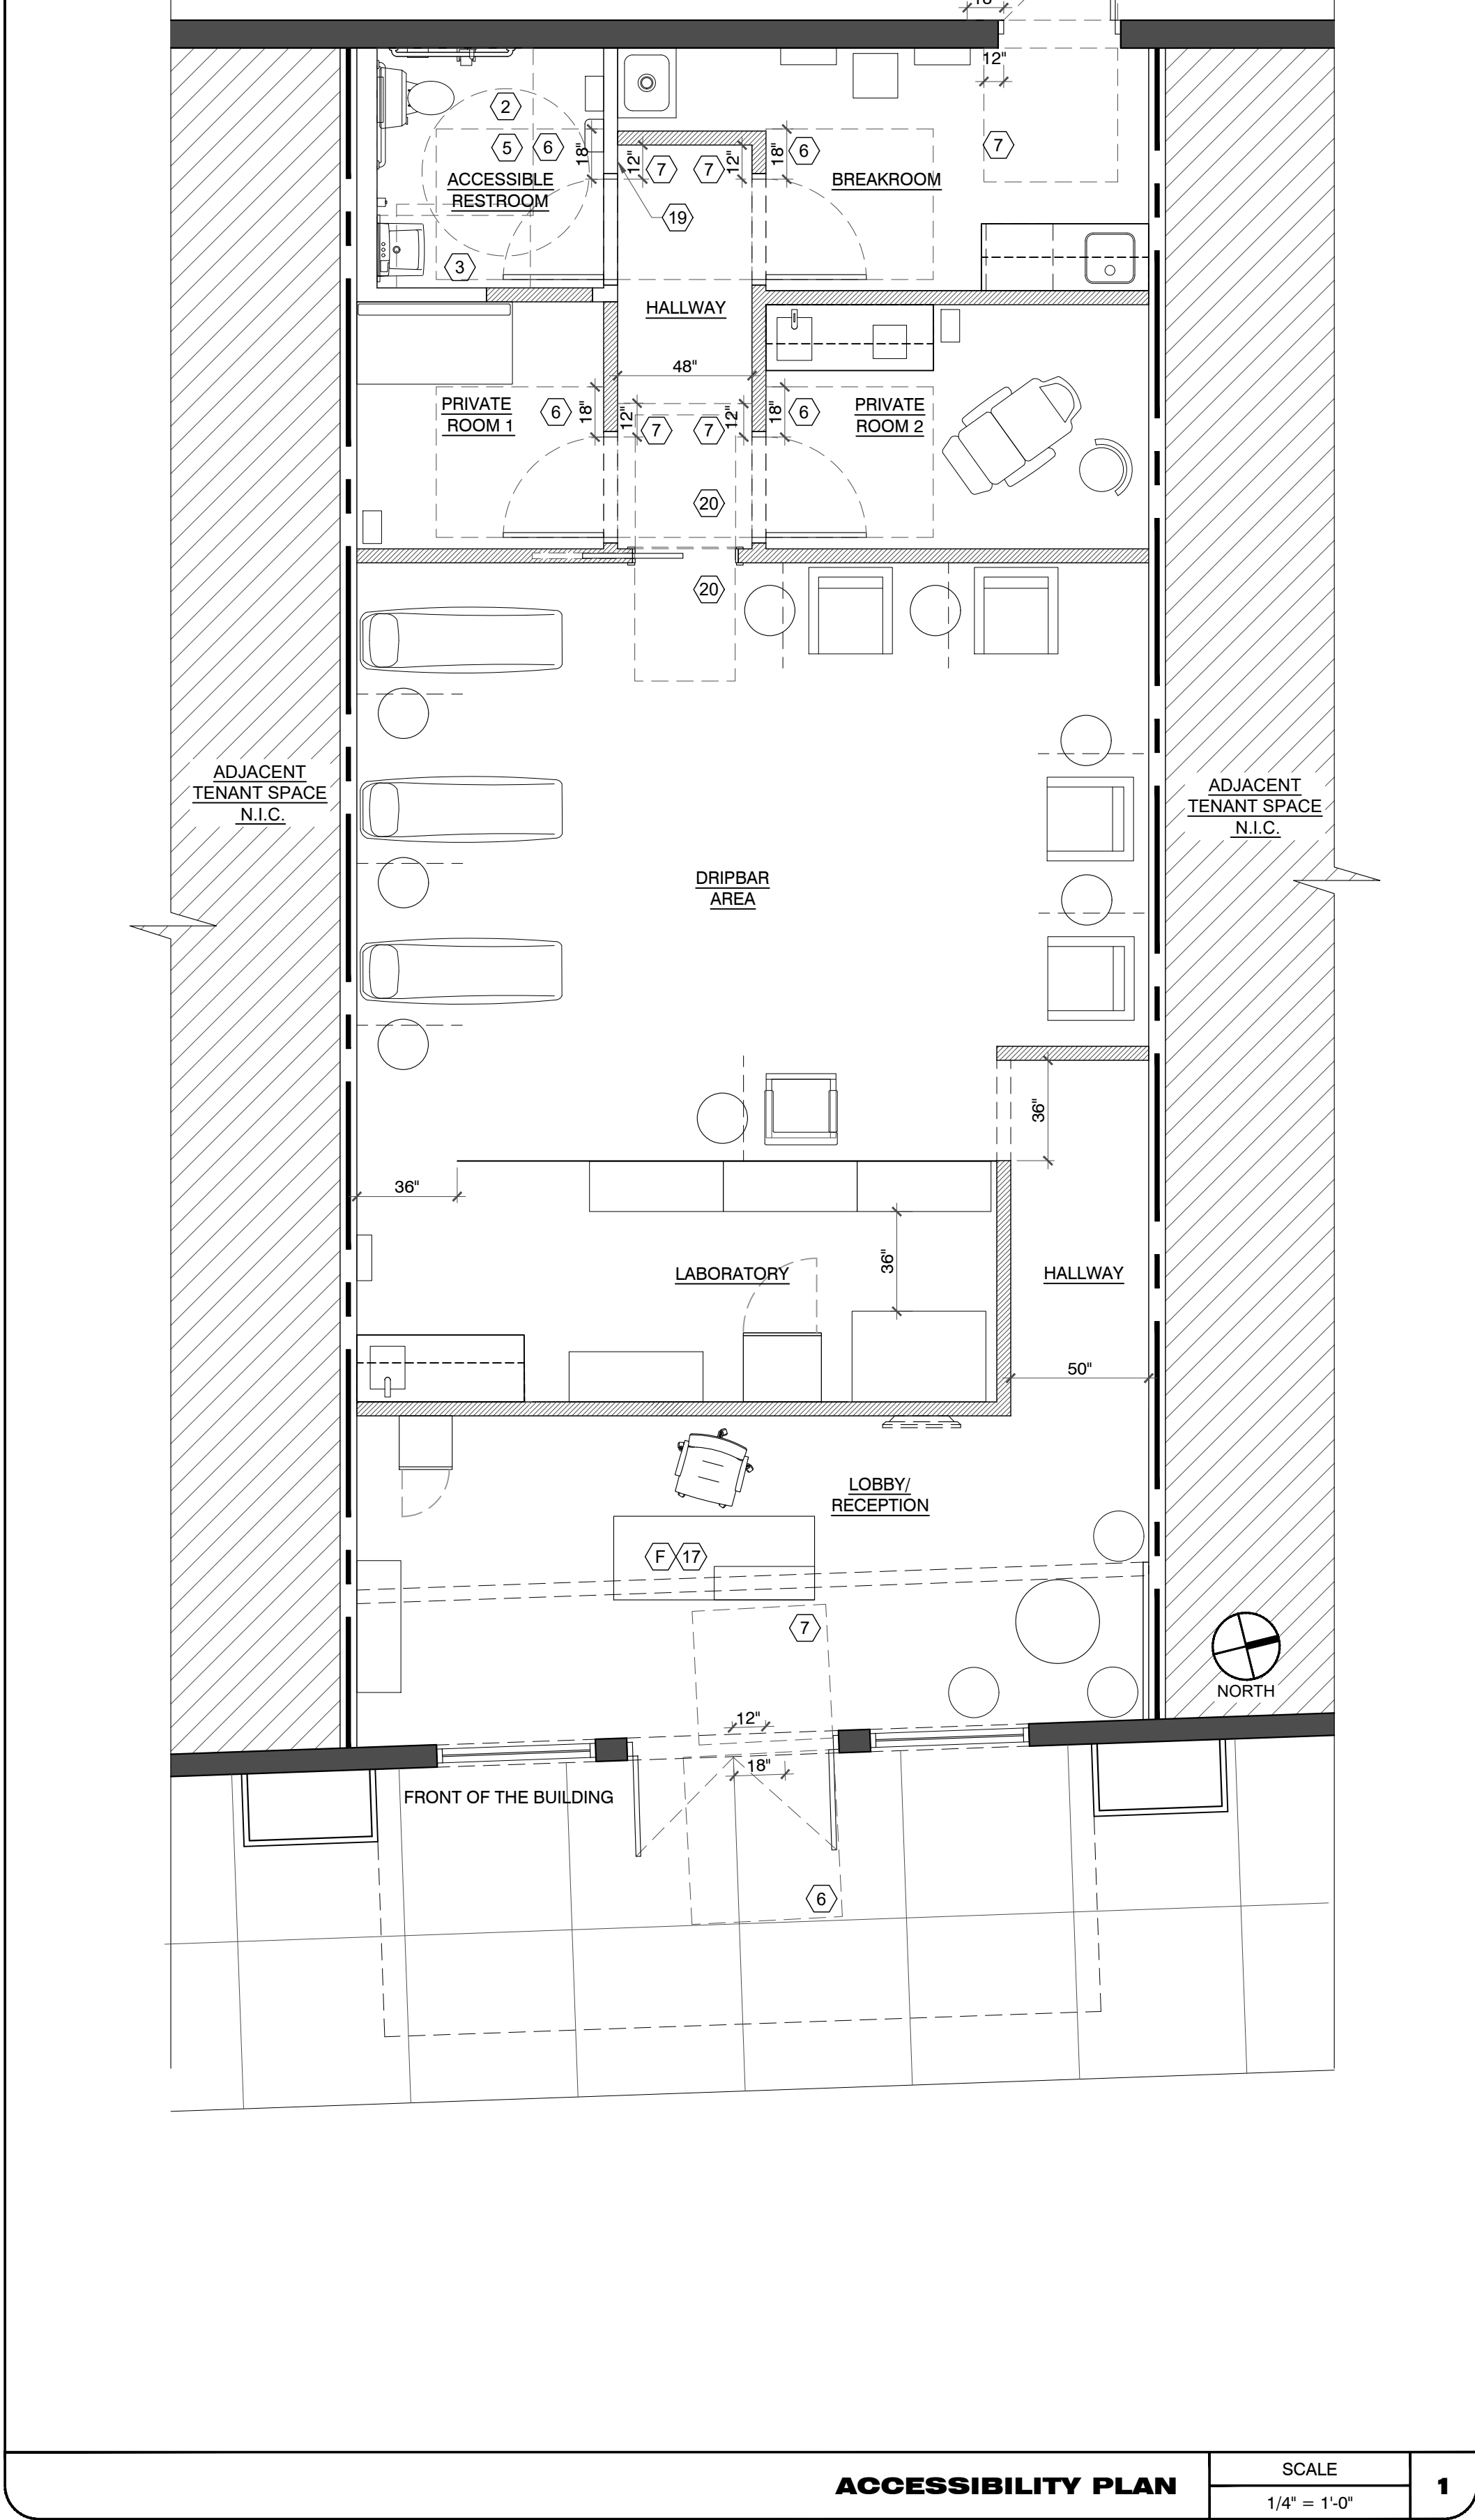 12"
2
5
6
18"
12"
7
7
12"
18"
6
7
ACCESSIBLE
RESTROOM
BREAKROOM
19
3
HALLWAY
48"
PRIVATE
ROOM 1
6
18"
12"
7
7
12"
18"
6
PRIVATE
ROOM 2
20
20
ADJACENT
TENANT SPACE
N.I.C.
ADJACENT
TENANT SPACE
N.I.C.
DRIPBAR
AREA
36"
36"
36"
LABORATORY
HALLWAY
50"
LOBBY/
RECEPTION
F 17
7
NORTH
12"
18"
FRONT OF THE BUILDING
6
ACCESSIBILITY PLAN
SCALE
1/4" = 1'-0"
1